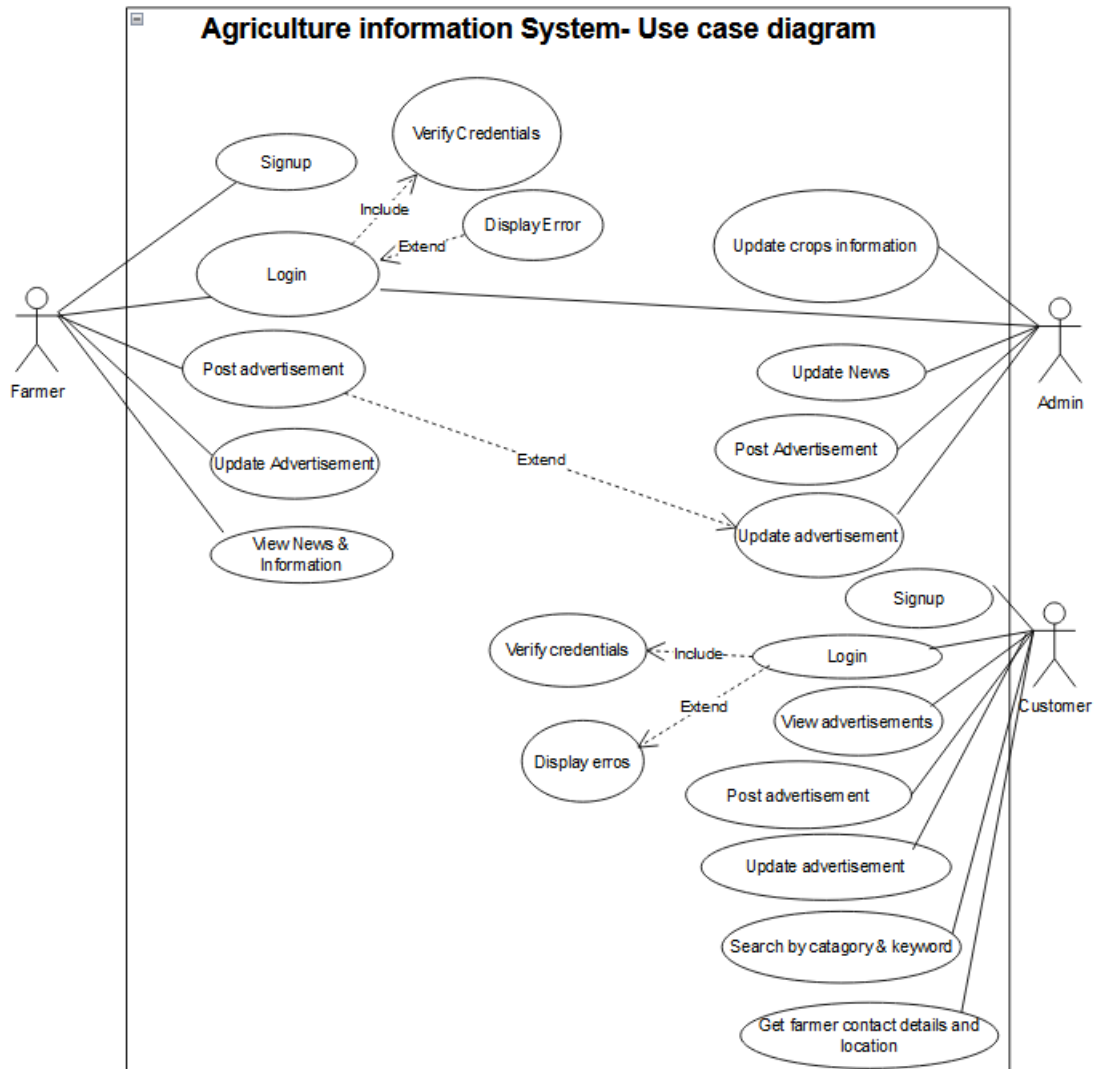 Agriculture information System- Use case diagram
Verify Credentials
Signup
Include
Display Error
Extend
Update crops information
Login
Post advertisement
Farmer
Update News
Admin
Post Advertisement
Update Advertisement
Extend
Update advertisement
View News &
Information
Signup
Verify credentials
Include
Login
Extend
View advertisements
Customer
Display erros
Post advertisement
Update advertisement
Search by catagory & keyword
Get farmer contact details and
location